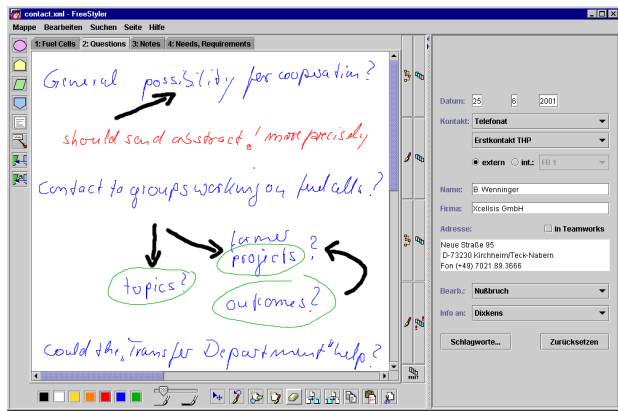 contact.xml - FreeStyler
Mappe Bearbeiten Suchen Seite Hilfe
1: Fuel Cells 2: Questions 3: Notes 4: Needs, Requirements
General possibility for cooperation?
should send abstract! more precisely
Contact to groups working on fuel cells?
former
projects ?
topics?
outcomes?
Could the "Transfer Department" help?
Datum: 25 6 2001
Kontakt: Telefonat
Erstkontakt THP
extern int.: FB 1
Name: B. Wenninger
Firma: Xcellsis GmbH
Adresse: in Teamworks
Neue Straße 95
D-73230 Kirchheim/Teck-Nabern
Fon (+49) 7021.89.3666
Bearb.: Nußbruch
Info an: Dixkens
Schlagworte... Zurücksetzen